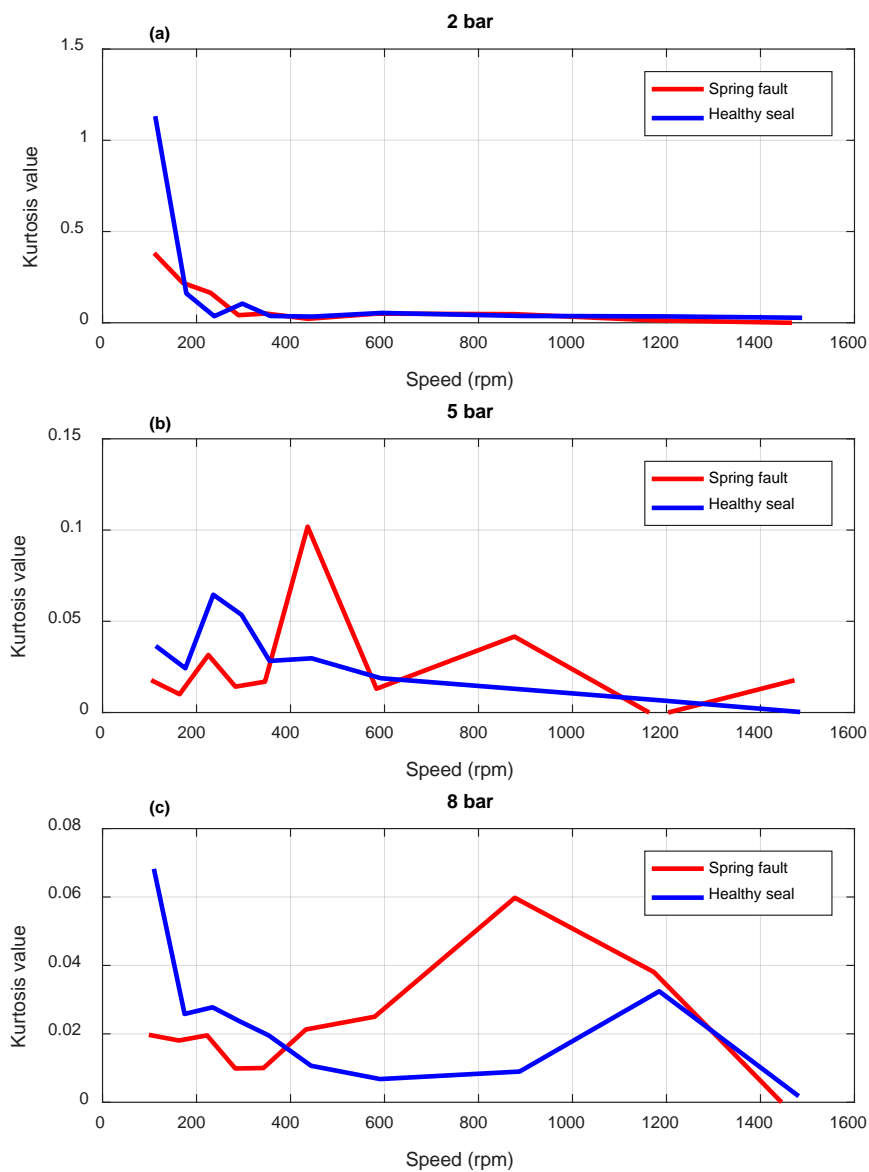 (a)
2 bar
1.5
1
0.5
0
Kurtosis value
Spring fault
Healthy seal
0 200 400 600 800 1000 1200 1400 1600
Speed (rpm)
(b)
5 bar
0.15
0.1
0.05
0
Kurtosis value
Spring fault
Healthy seal
0 200 400 600 800 1000 1200 1400 1600
Speed (rpm)
(c)
8 bar
0.08
0.06
0.04
0.02
0
Kurtosis value
Spring fault
Healthy seal
0 200 400 600 800 1000 1200 1400 1600
Speed (rpm)